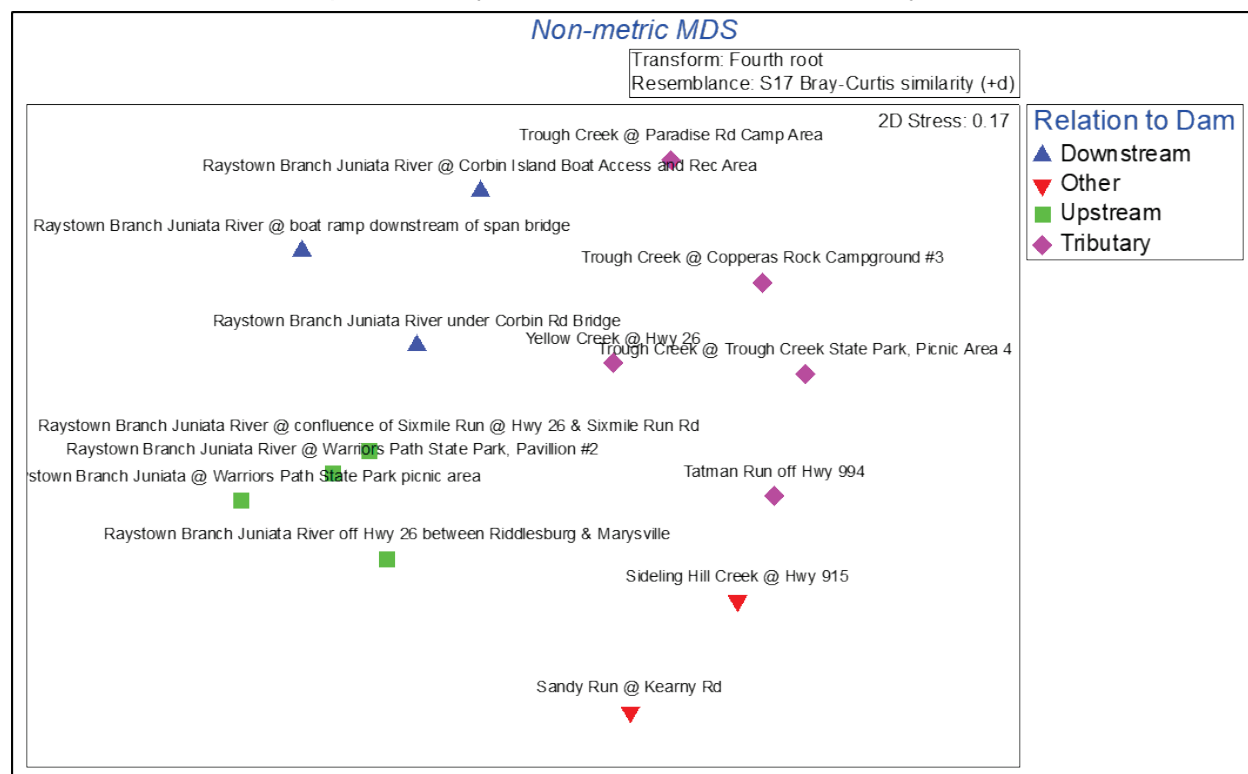 Non-metric MDS
Transform: Fourth root
Resemblance: S17 Bray-Curtis similarity (+d)
2D Stress: 0.17
Relation to Dam
Downstream
Other
Upstream
Tributary
Trough Creek @ Paradise Rd Camp Area
Raystown Branch Juniata River @ Corbin Island Boat Access and Rec Area
Raystown Branch Juniata River @ boat ramp downstream of span bridge
Trough Creek @ Copperas Rock Campground #3
Raystown Branch Juniata River under Corbin Rd Bridge
Yellow Creek @ Hwy 26
Trough Creek @ Trough Creek State Park, Picnic Area 4
Raystown Branch Juniata River @ confluence of Sixmile Run @ Hwy 26 & Sixmile Run Rd
Raystown Branch Juniata River @ Warriors Path State Park, Pavillion #2
ystown Branch Juniata @ Warriors Path State Park picnic area
Tatman Run off Hwy 994
Raystown Branch Juniata River off Hwy 26 between Riddlesburg & Marysville
Sideling Hill Creek @ Hwy 915
Sandy Run @ Kearny Rd